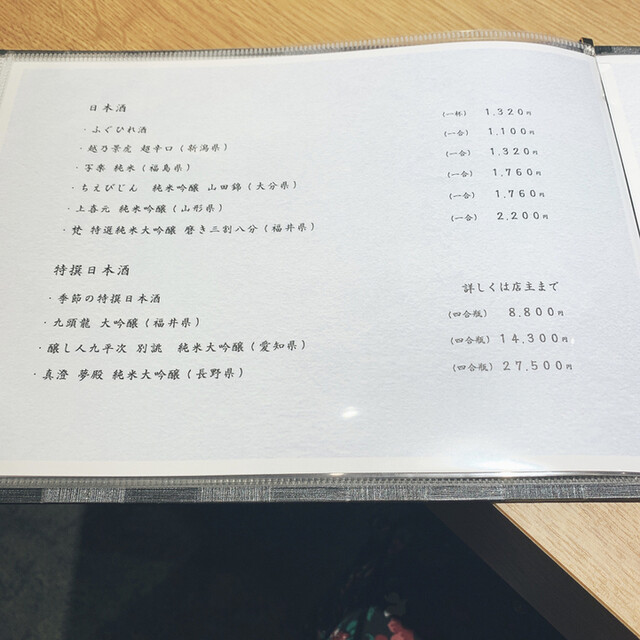 日本酒
・ふぐひれ酒 (一杯) 1,320円
・越乃景虎 超辛口(新潟県) (一合) 1,100円
・写楽 純米(福島県) (一合) 1,320円
・ちえびじん 純米吟醸 山田錦(大分県) (一合) 1,760円
・上喜元 純米吟醸(山形県) (一合) 1,760円
・梵 特選純米大吟醸 磨き三割八分(福井県) (一合) 2,200円
特撰日本酒
・季節の特撰日本酒 詳しくは店主まで
・九頭龍 大吟醸(福井県) (四合瓶) 8,800円
・醸し人九平次 別誂 純米大吟醸(愛知県) (四合瓶) 14,300円
・真澄 夢殿 純米大吟醸(長野県) (四合瓶) 27,500円